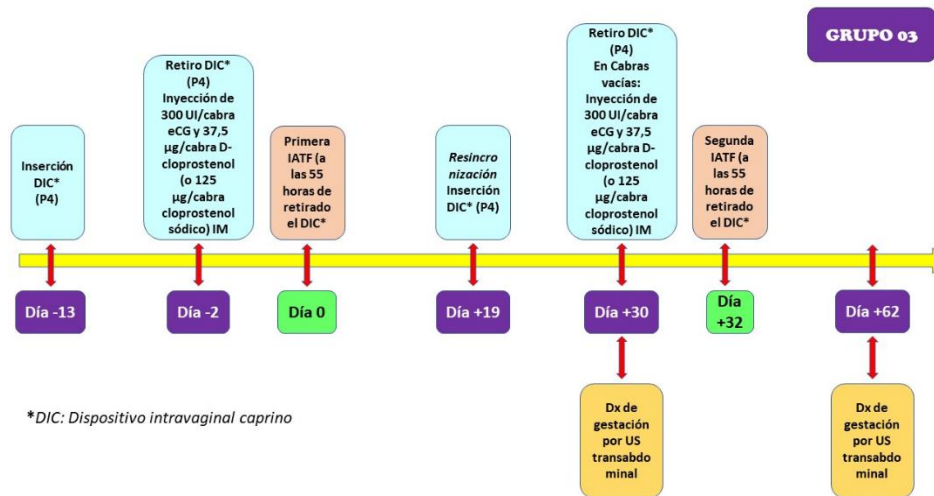 GRUPO 03
Inserción
DIC*
(P4)
Retiro DIC*
(P4)
Inyección de
300 UI/cabra
eCG y 37,5
µg/cabra D-
cloprostenol
(o 125
µg/cabra
cloprostenol
sódico) IM
Primera
IATF (a
las 55
horas de
retirado
el DIC*
Resincro
nización
Inserción
DIC* (P4)
Retiro DIC*
(P4)
En Cabras
vacías:
Inyección de
300 UI/cabra
eCG y 37,5
µg/cabra D-
cloprostenol
(o 125
µg/cabra
cloprostenol
sódico) IM
Segunda
IATF (a
las 55
horas de
retirado
el DIC*
Día -13
Día -2
Día 0
Día +19
Día +30
Día
+32
Día +62
*DIC: Dispositivo intravaginal caprino
Dx de
gestación
por US
transabdo
minal
Dx de
gestación
por US
transabdo
minal